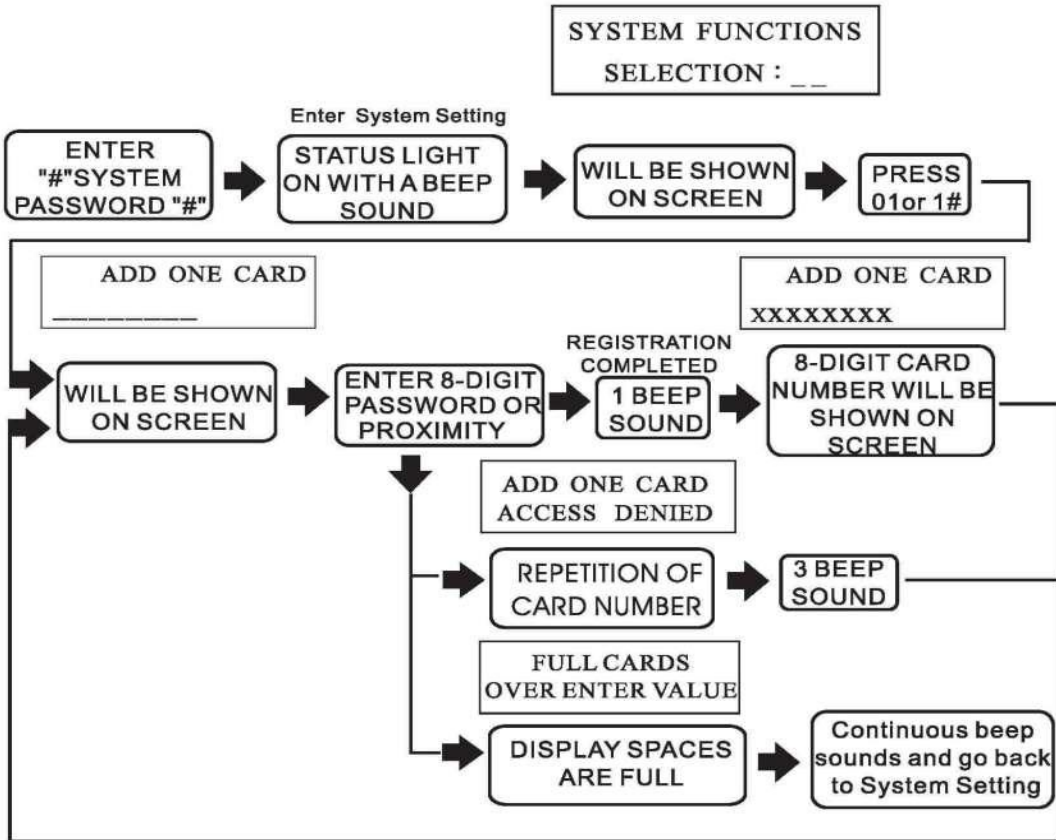 SYSTEM FUNCTIONS
SELECTION : _ _
Enter System Setting
ENTER
"#"SYSTEM
PASSWORD "#"
STATUS LIGHT
ON WITH A BEEP
SOUND
WILL BE SHOWN
ON SCREEN
PRESS
01or 1#
ADD ONE CARD
________
ADD ONE CARD
XXXXXXXX
WILL BE SHOWN
ON SCREEN
ENTER 8-DIGIT
PASSWORD OR
PROXIMITY
REGISTRATION
COMPLETED
1 BEEP
SOUND
8-DIGIT CARD
NUMBER WILL BE
SHOWN ON
SCREEN
ADD ONE CARD
ACCESS DENIED
REPETITION OF
CARD NUMBER
3 BEEP
SOUND
FULL CARDS
OVER ENTER VALUE
DISPLAY SPACES
ARE FULL
Continuous beep
sounds and go back
to System Setting